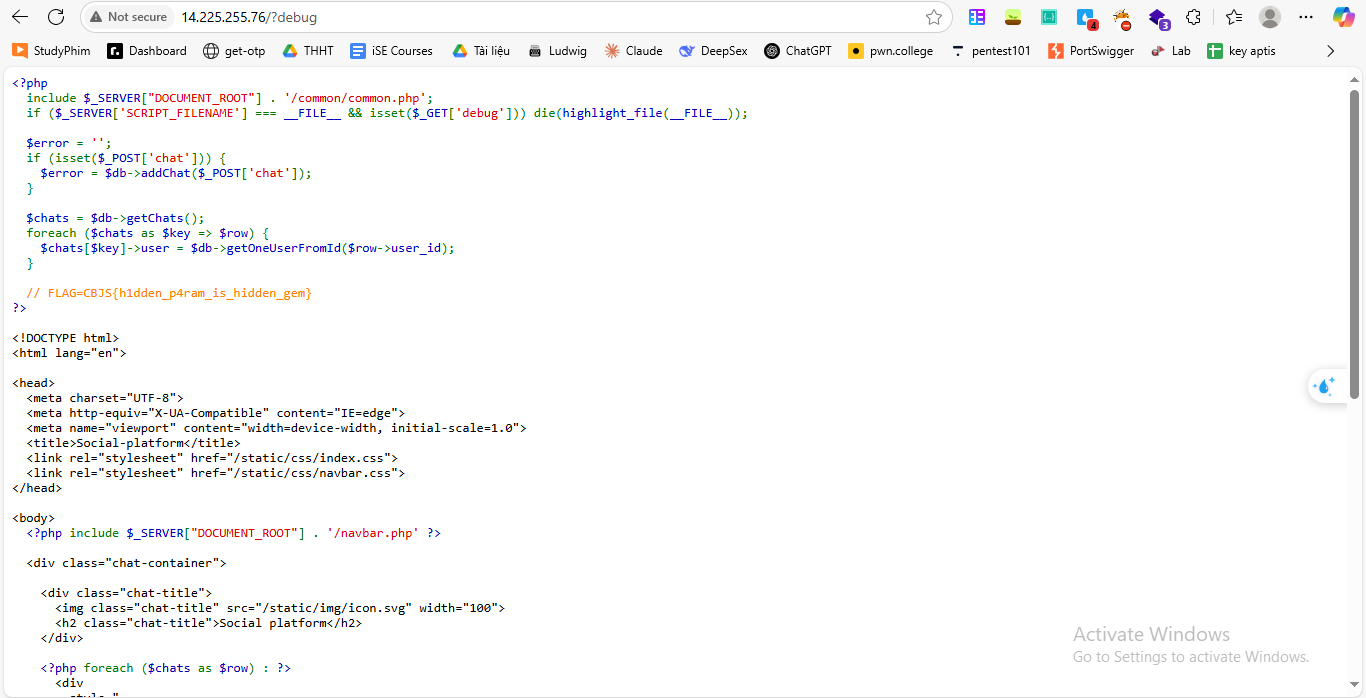 Not secure 14.225.255.76/?debug
4
3
StudyPhim Dashboard get-otp THHT iSE Courses Tài liệu Ludwig Claude DeepSex ChatGPT pwn.college pentest101 PortSwigger Lab key aptis
<?php
include $_SERVER["DOCUMENT_ROOT"] . '/common/common.php';
if ($_SERVER['SCRIPT_FILENAME'] === __FILE__ && isset($_GET['debug'])) die(highlight_file(__FILE__));
$error = '';
if (isset($_POST['chat'])) {
$error = $db->addChat($_POST['chat']);
}
$chats = $db->getChats();
foreach ($chats as $key => $row) {
$chats[$key]->user = $db->getOneUserFromId($row->user_id);
}
// FLAG=CBJS{h1dden_p4ram_is_hidden_gem}
?>
<!DOCTYPE html>
<html lang="en">
<head>
<meta charset="UTF-8">
<meta http-equiv="X-UA-Compatible" content="IE=edge">
<meta name="viewport" content="width=device-width, initial-scale=1.0">
<title>Social-platform</title>
<link rel="stylesheet" href="/static/css/index.css">
<link rel="stylesheet" href="/static/css/navbar.css">
</head>
<body>
<?php include $_SERVER["DOCUMENT_ROOT"] . '/navbar.php' ?>
<div class="chat-container">
<div class="chat-title">
<img class="chat-title" src="/static/img/icon.svg" width="100">
<h2 class="chat-title">Social platform</h2>
</div>
<?php foreach ($chats as $row) : ?>
<div
Activate Windows
Go to Settings to activate Windows.